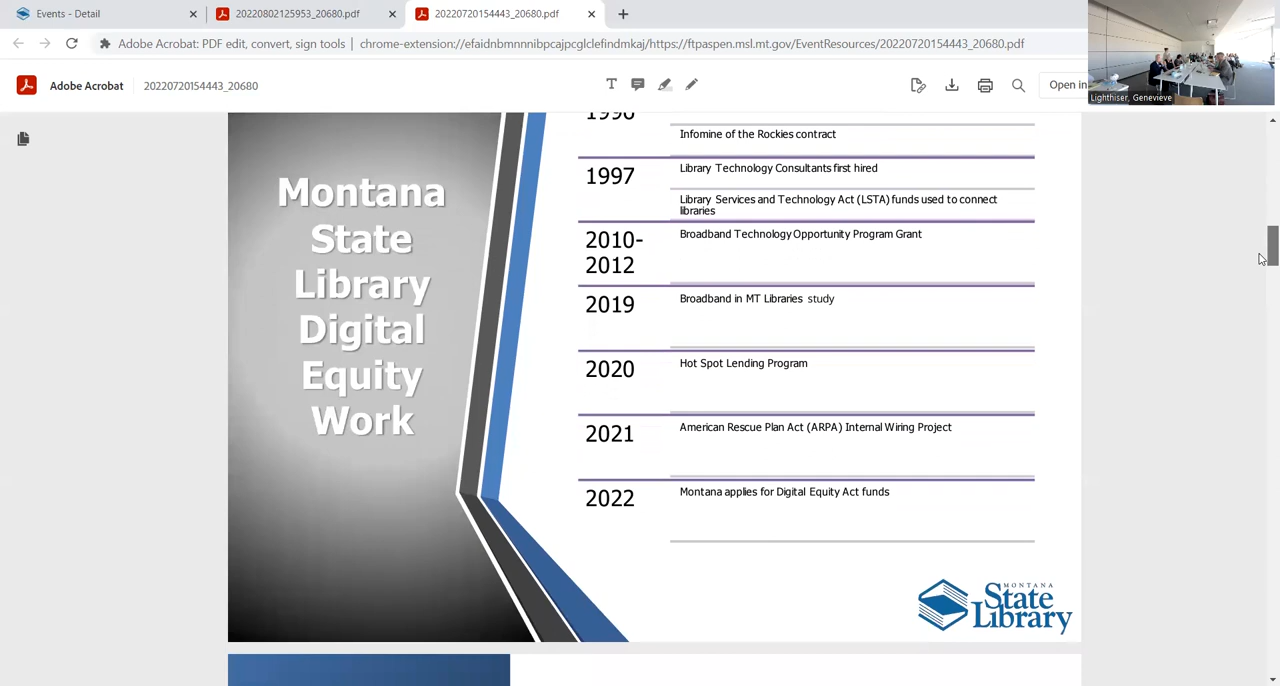 Events - Detail
20220802125953_20680.pdf
20220720154443_20680.pdf
Adobe Acrobat: PDF edit, convert, sign tools | chrome-extension://efaidnbmnnnibpcajpcglclefindmkaj/https://ftpaspen.msl.mt.gov/EventResources/20220720154443_20680.pdf
Lighthiser, Genevieve
Adobe Acrobat
20220720154443_20680
Open in
Montana
State
Library
Digital
Equity
Work
1996
Infomine of the Rockies contract
1997
Library Technology Consultants first hired
Library Services and Technology Act (LSTA) funds used to connect
libraries
2010-
2012
Broadband Technology Opportunity Program Grant
2019
Broadband in MT Libraries study
2020
Hot Spot Lending Program
2021
American Rescue Plan Act (ARPA) Internal Wiring Project
2022
Montana applies for Digital Equity Act funds
MONTANA
State
Library